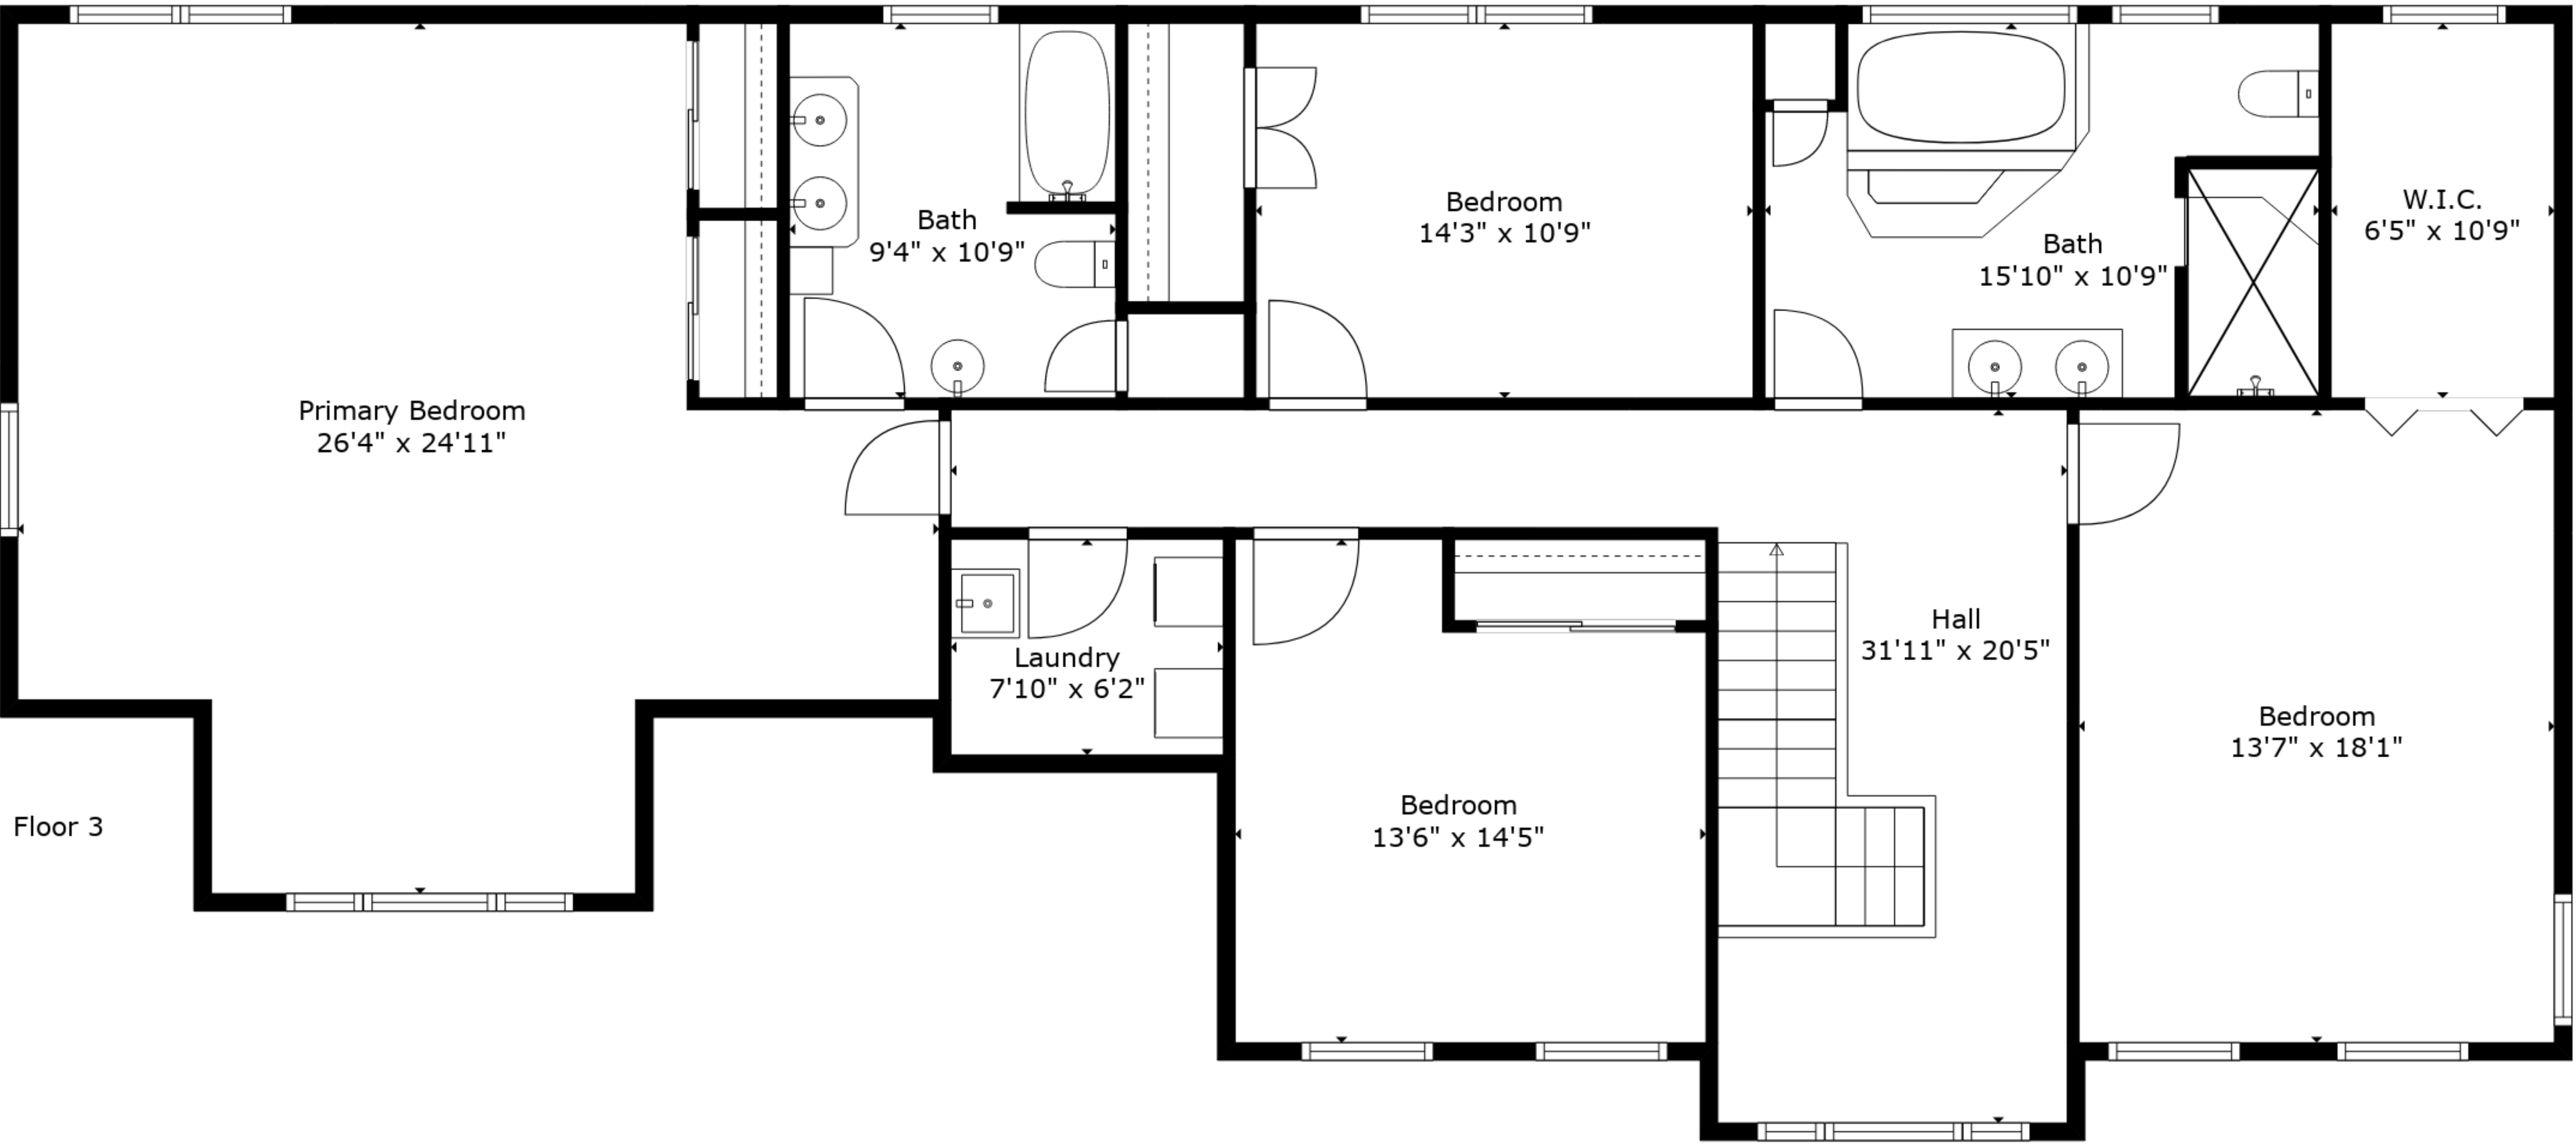 Primary Bedroom
26'4" x 24'11"
Bath
9'4" x 10'9"
Bedroom
14'3" x 10'9"
Bath
15'10" x 10'9"
W.I.C.
6'5" x 10'9"
Laundry
7'10" x 6'2"
Hall
31'11" x 20'5"
Bedroom
13'6" x 14'5"
Bedroom
13'7" x 18'1"
Floor 3